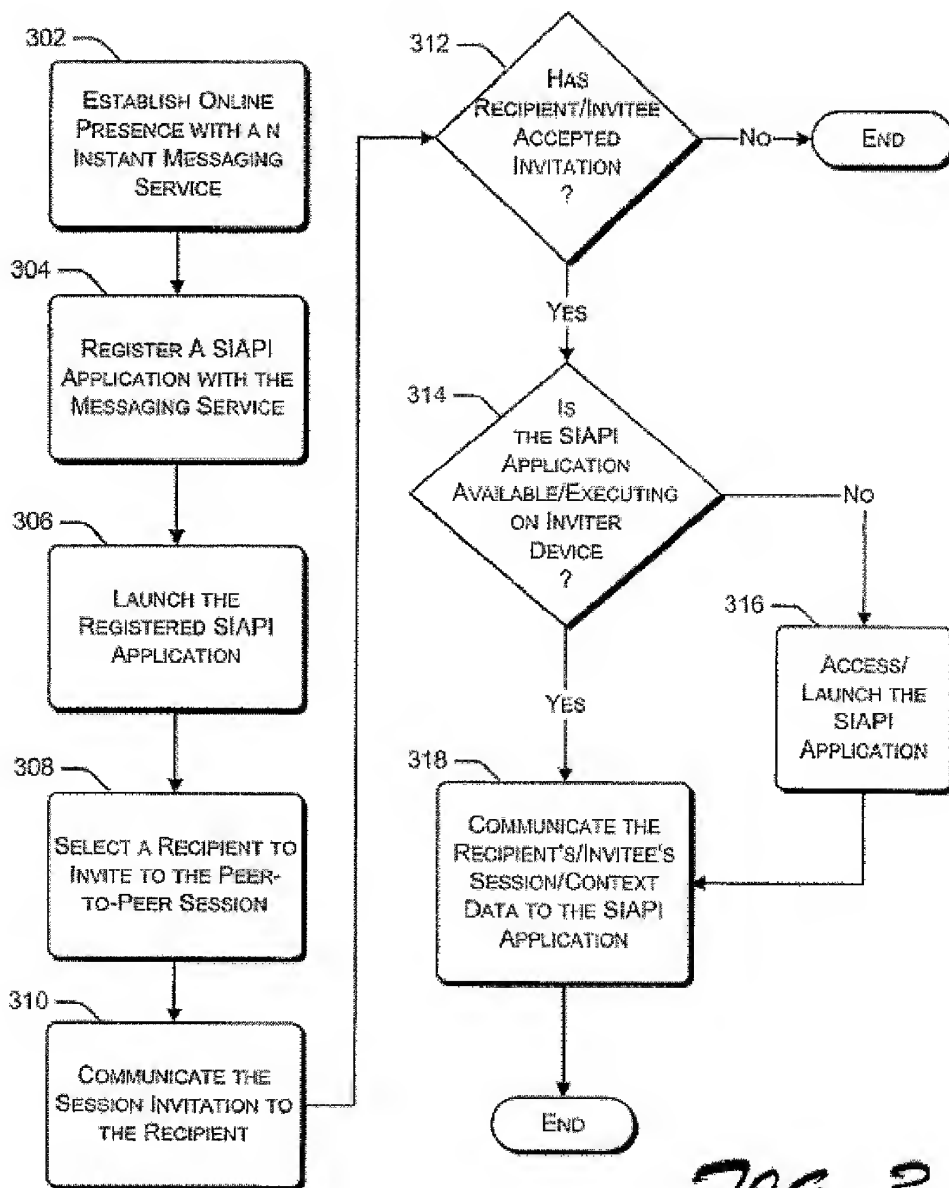 302
ESTABLISH ONLINE
PRESENCE WITH A N
INSTANT MESSAGING
SERVICE
304
REGISTER A SIAPI
APPLICATION WITH THE
MESSAGING SERVICE
306
LAUNCH THE
REGISTERED SIAPI
APPLICATION
308
SELECT A RECIPIENT TO
INVITE TO THE PEER-
TO-PEER SESSION
310
COMMUNICATE THE
SESSION INVITATION TO
THE RECIPIENT
312
HAS
RECIPIENT/INVITEE
ACCEPTED
INVITATION
?
NO
END
YES
314
IS
THE SIAPI
APPLICATION
AVAILABLE/EXECUTING
ON INVITER
DEVICE
?
NO
316
ACCESS/
LAUNCH THE
SIAPI
APPLICATION
YES
318
COMMUNICATE THE
RECIPIENT'S/INVITEE'S
SESSION/CONTEXT
DATA TO THE SIAPI
APPLICATION
END